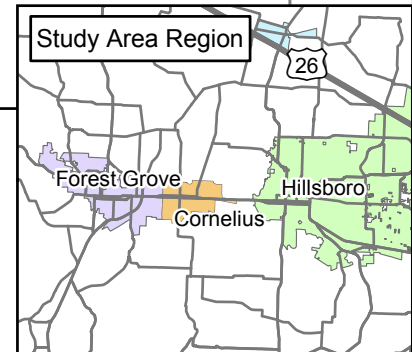 Study Area Region
26
Forest Grove
Hillsboro
Cornelius